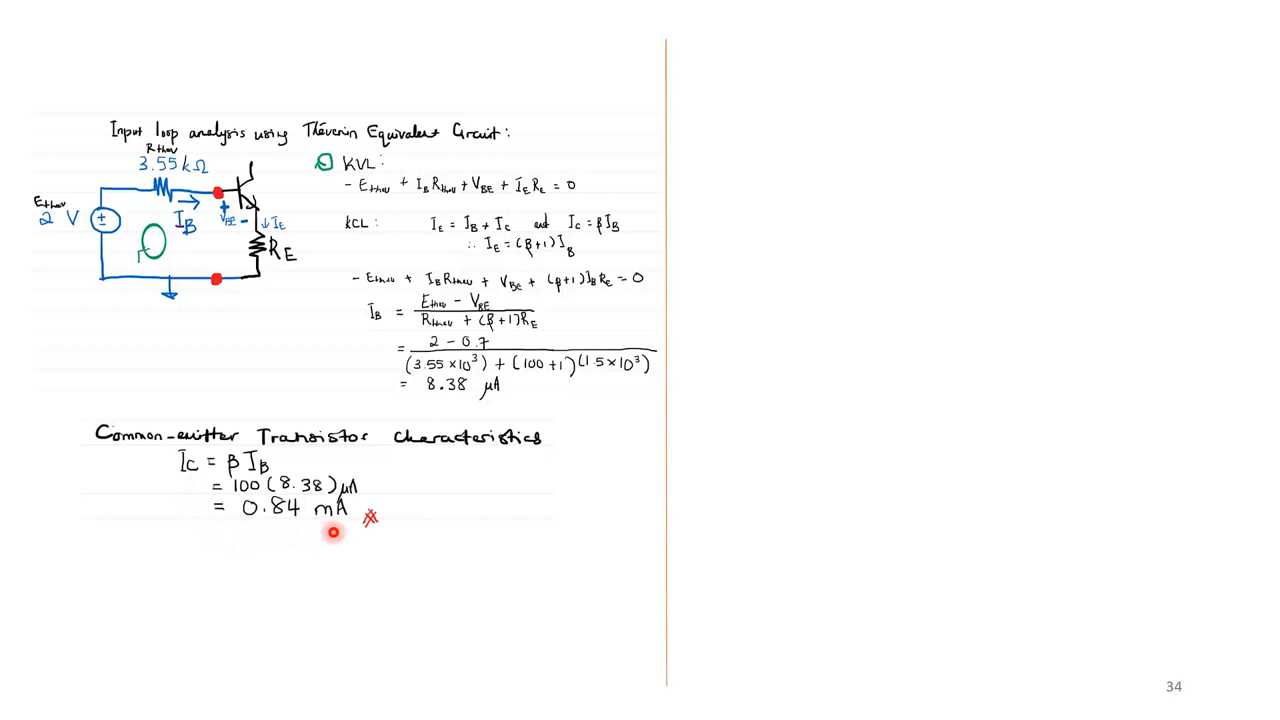 Input loop analysis using Thévenin Equivalent Circuit:
Rthev
3.55 kΩ
Ethev
2 V
+
-
IB
+
VBE -
↓ IE
RE
KVL:
- Ethev + IB Rthev + VBE + IE RE = 0
KCL: IE = IB + IC and IC = βIB
∴ IE = (β+1) IB
- Ethev + IB Rthev + VBE + (β+1) IB RE = 0
IB = Ethev - VBE / Rthev + (β+1) RE
= 2 - 0.7 / (3.55 × 10³) + (100 + 1)(1.5 × 10³)
= 8.38 μA
Common-emitter Transistor characteristics
IC = β IB
= 100 (8.38) μA
= 0.84 mA #
34